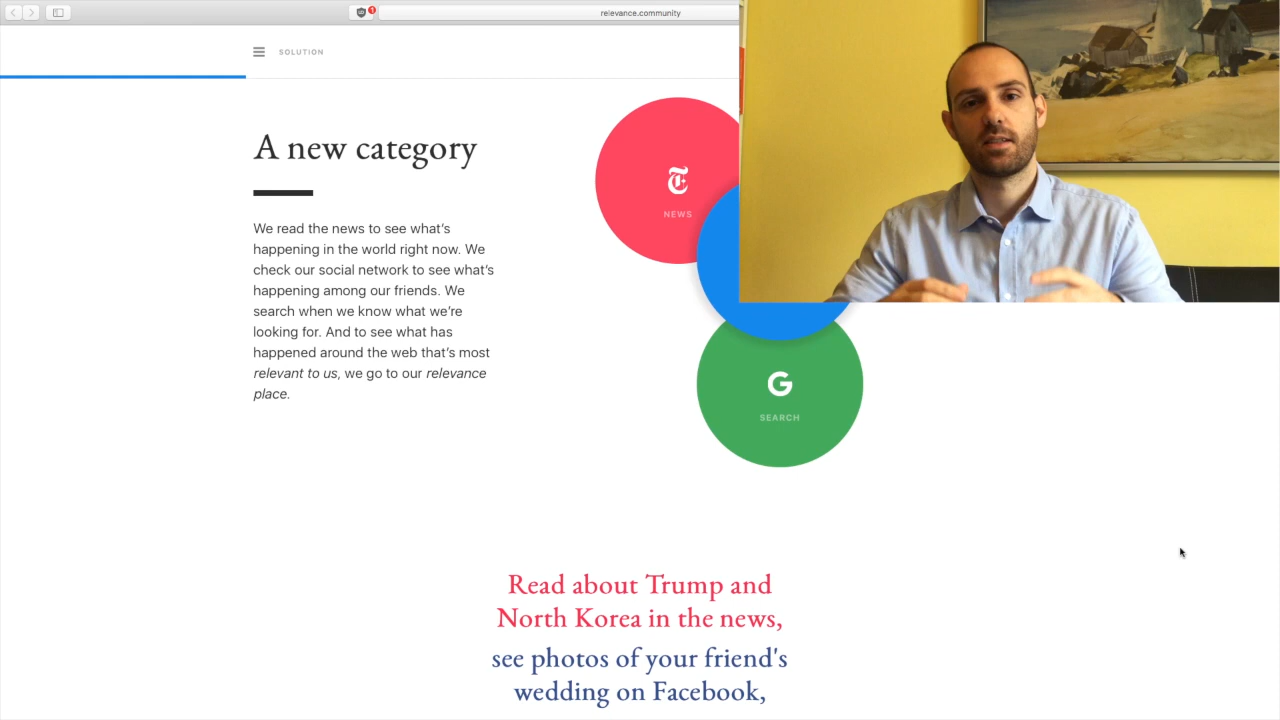 relevance.community
1
SOLUTION
A new category
We read the news to see what's
happening in the world right now. We
check our social network to see what's
happening among our friends. We
search when we know what we're
looking for. And to see what has
happened around the web that's most
relevant to us, we go to our relevance
place.
T
NEWS
G
SEARCH
Read about Trump and
North Korea in the news,
see photos of your friend's
wedding on Facebook,